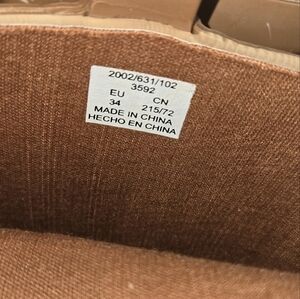 2002/631/102
3592
EU CN
34 215/72
MADE IN CHINA
HECHO EN CHINA